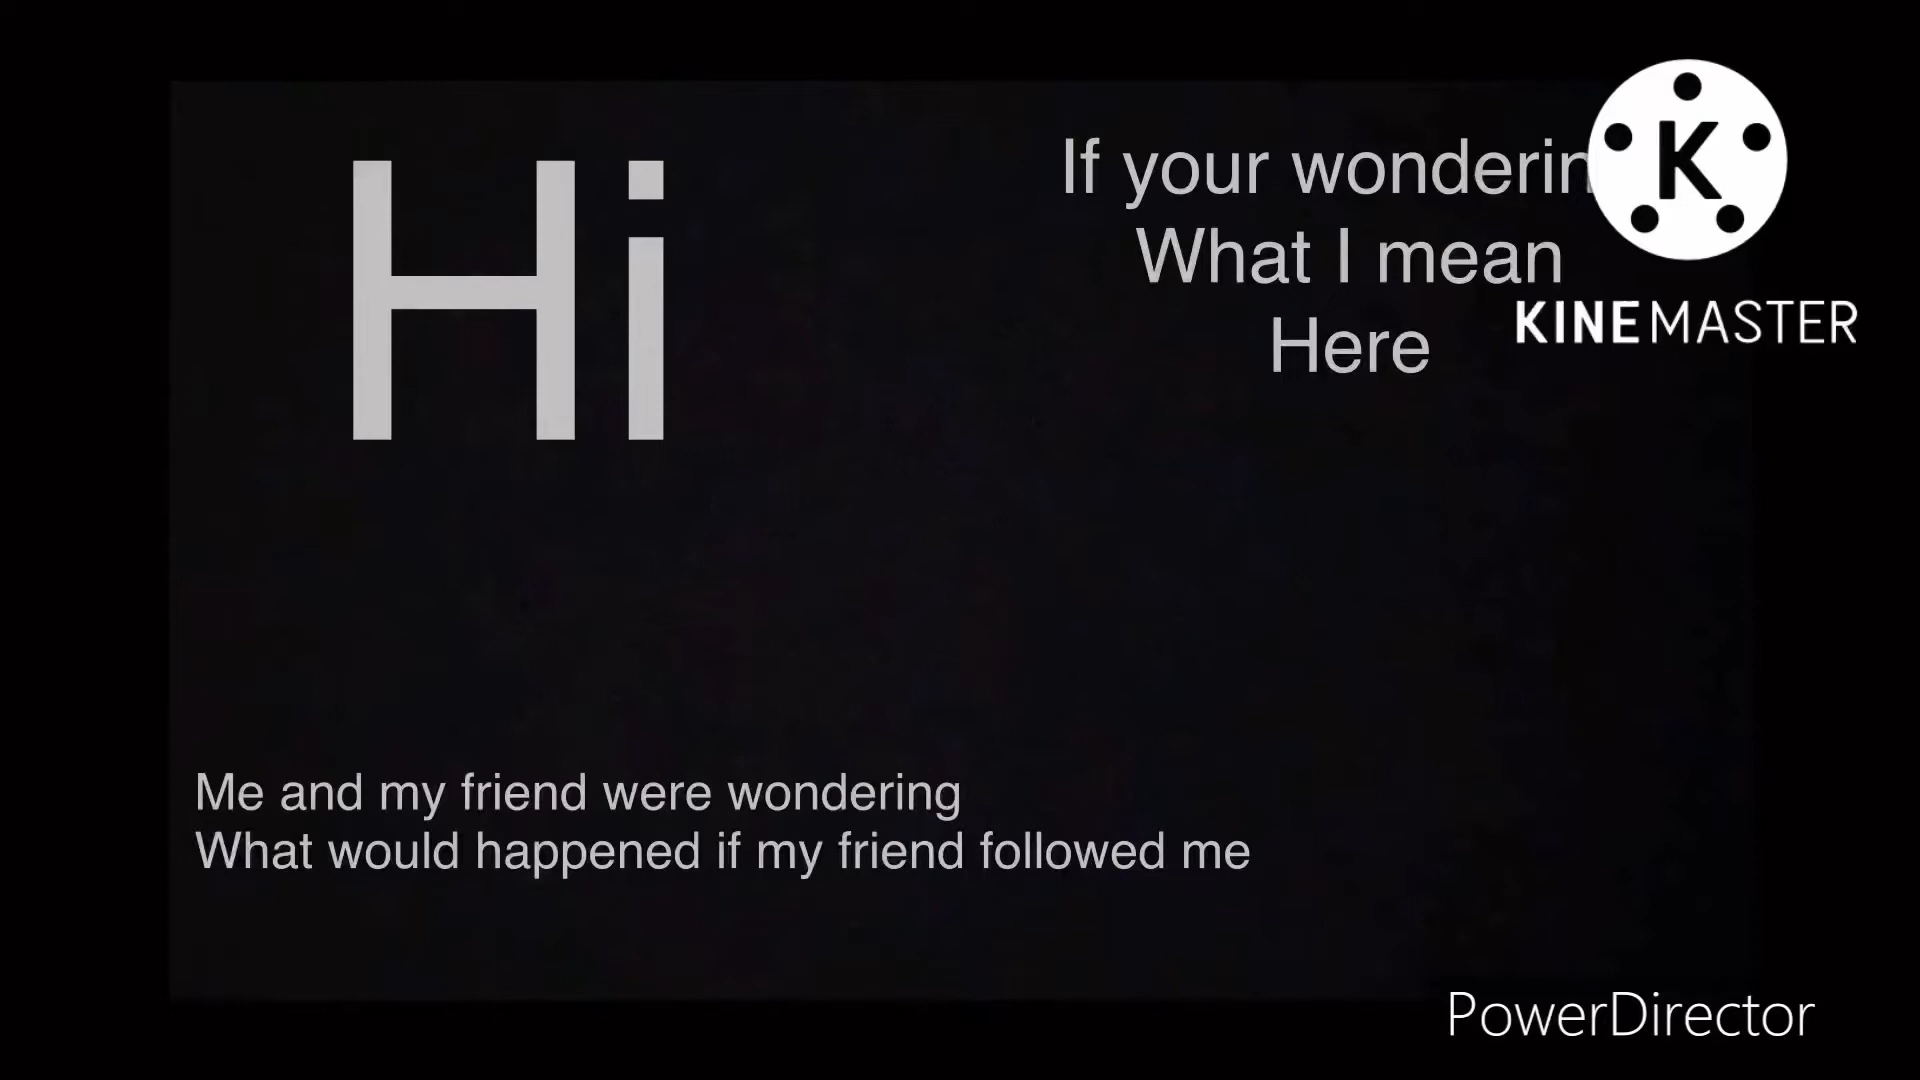 Hi
If your wonderin
What I mean
Here
K
KINEMASTER
Me and my friend were wondering
What would happened if my friend followed me
PowerDirector